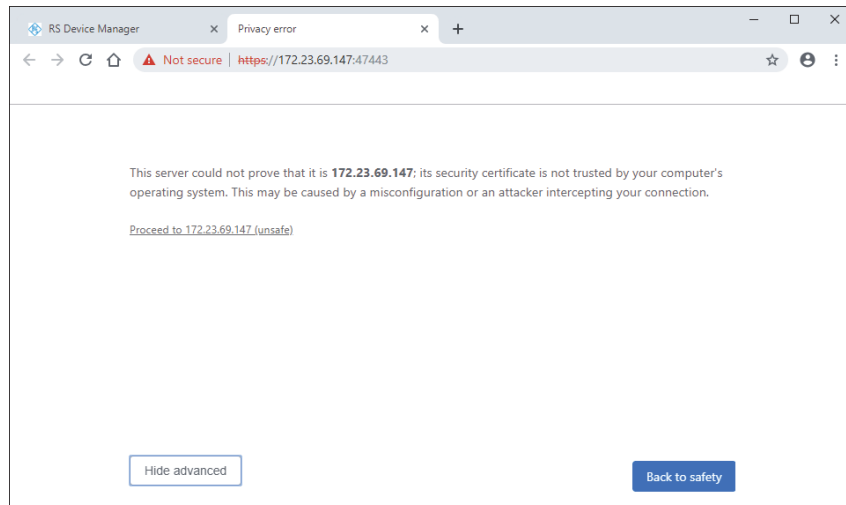 RS Device Manager
Privacy error
Not secure | https://172.23.69.147:47443
This server could not prove that it is 172.23.69.147; its security certificate is not trusted by your computer's
operating system. This may be caused by a misconfiguration or an attacker intercepting your connection.
Proceed to 172.23.69.147 (unsafe)
Hide advanced
Back to safety